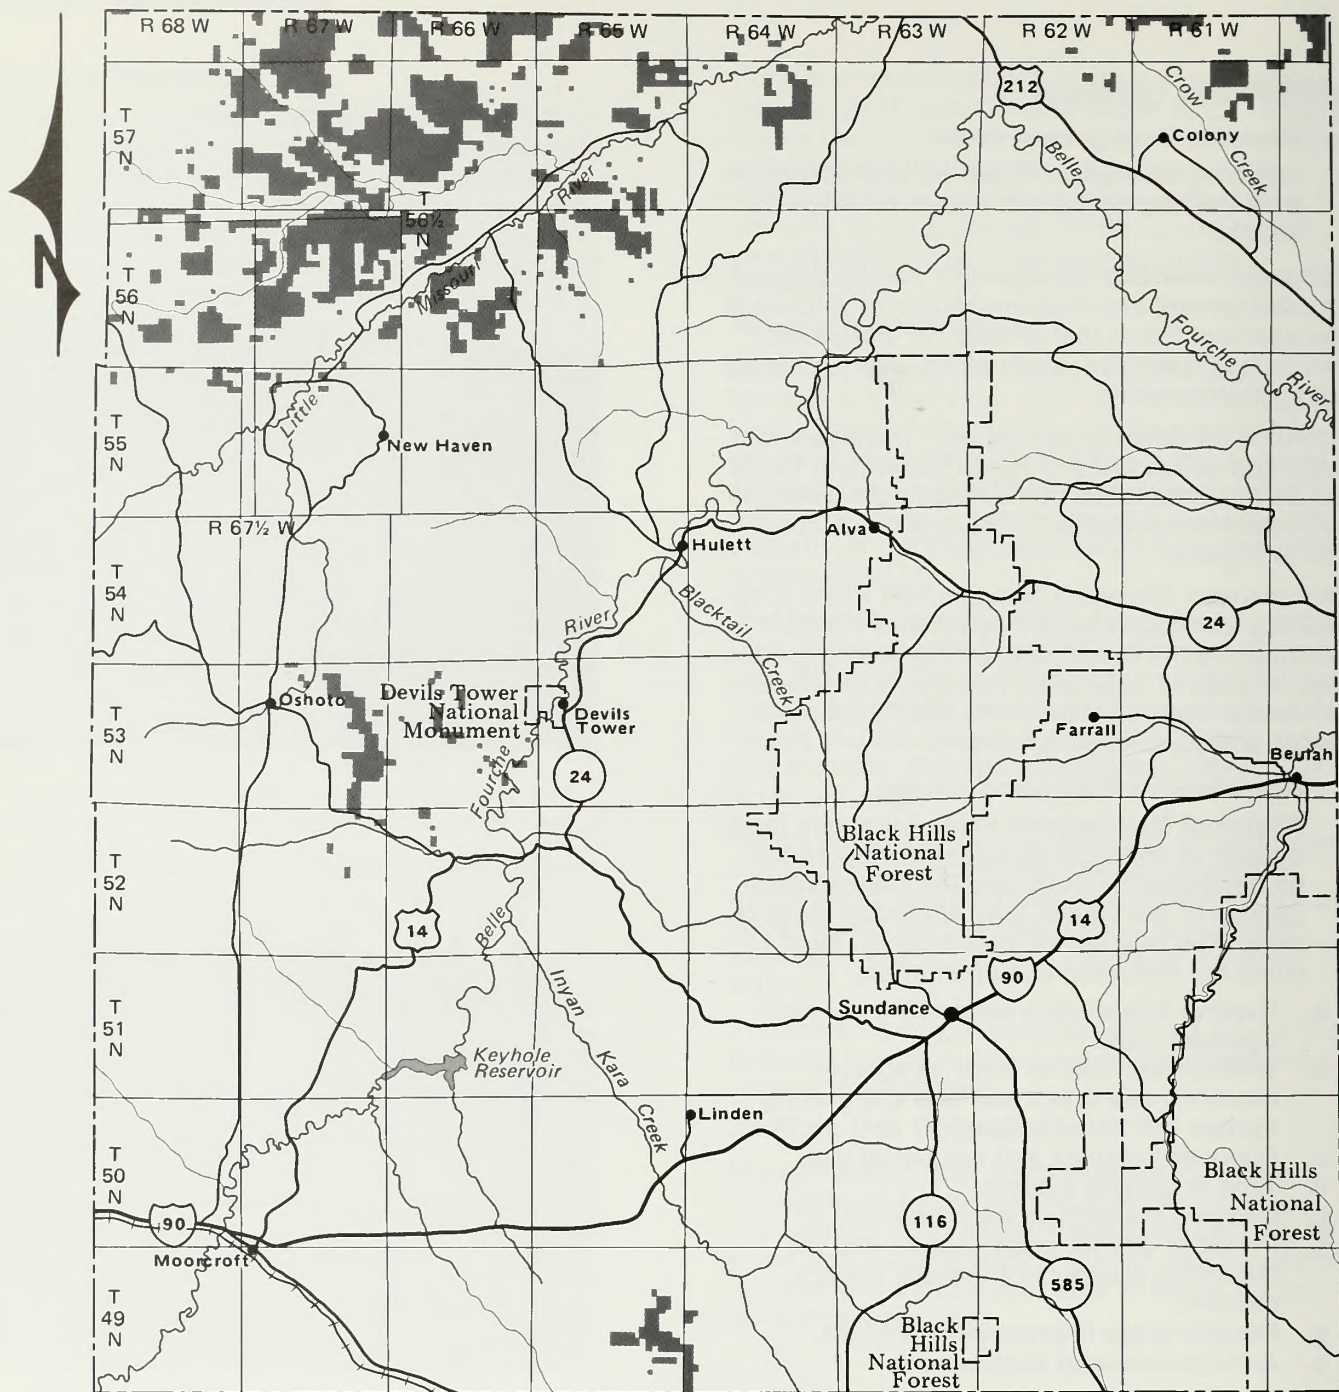 R 68 W
R 67 W
R 66 W
R 65 W
R 64 W
R 63 W
R 62 W
R 61 W
N
T
57
N
212
Colony
Crow
Creek
Belle
Fourche
River
T
56½
N
River
Missouri
Little
T
56
N
T
55
N
New Haven
R 67½ W
Hulett
Alva
T
54
N
River
Blacktail
Creek
24
Oshoto
Devils Tower
National
Monument
Devils
Tower
T
53
N
Farrall
Beulah
24
Fourche
Black Hills
National
Forest
T
52
N
14
Belle
14
90
Inyan
Kara
Creek
Sundance
T
51
N
Keyhole
Reservoir
Linden
T
50
N
Black Hills
National
Forest
90
116
Moorcroft
585
T
49
N
Black
Hills
National
Forest